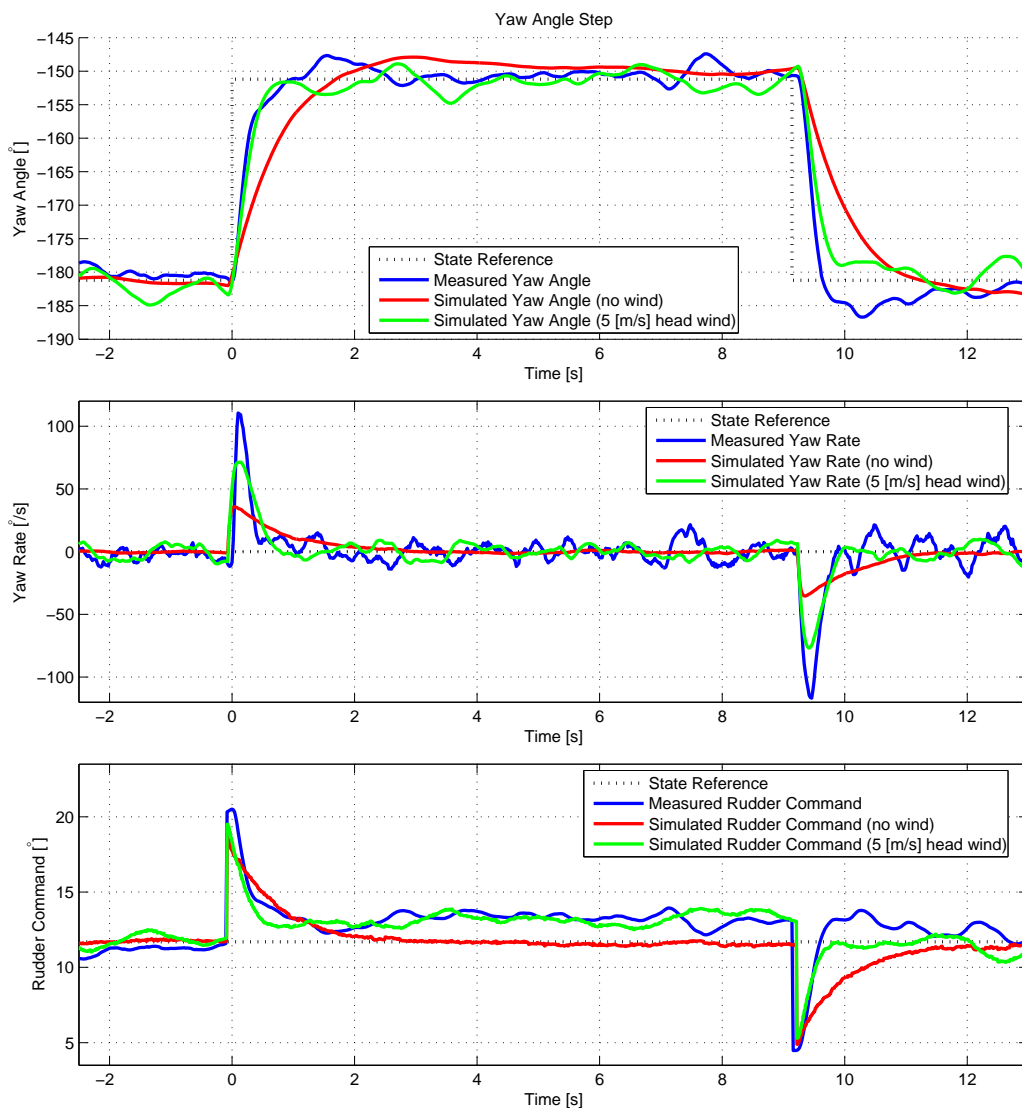 Yaw Angle Step
−145
−150
−155
−160
−165
−170
−175
−180
−185
−190
Yaw Angle [°]
State Reference
Measured Yaw Angle
Simulated Yaw Angle (no wind)
Simulated Yaw Angle (5 [m/s] head wind)
−2 0 2 4 6 8 10 12
Time [s]
100
50
0
−50
−100
Yaw Rate [°/s]
State Reference
Measured Yaw Rate
Simulated Yaw Rate (no wind)
Simulated Yaw Rate (5 [m/s] head wind)
−2 0 2 4 6 8 10 12
Time [s]
20
15
10
5
Rudder Command [°]
State Reference
Measured Rudder Command
Simulated Rudder Command (no wind)
Simulated Rudder Command (5 [m/s] head wind)
−2 0 2 4 6 8 10 12
Time [s]